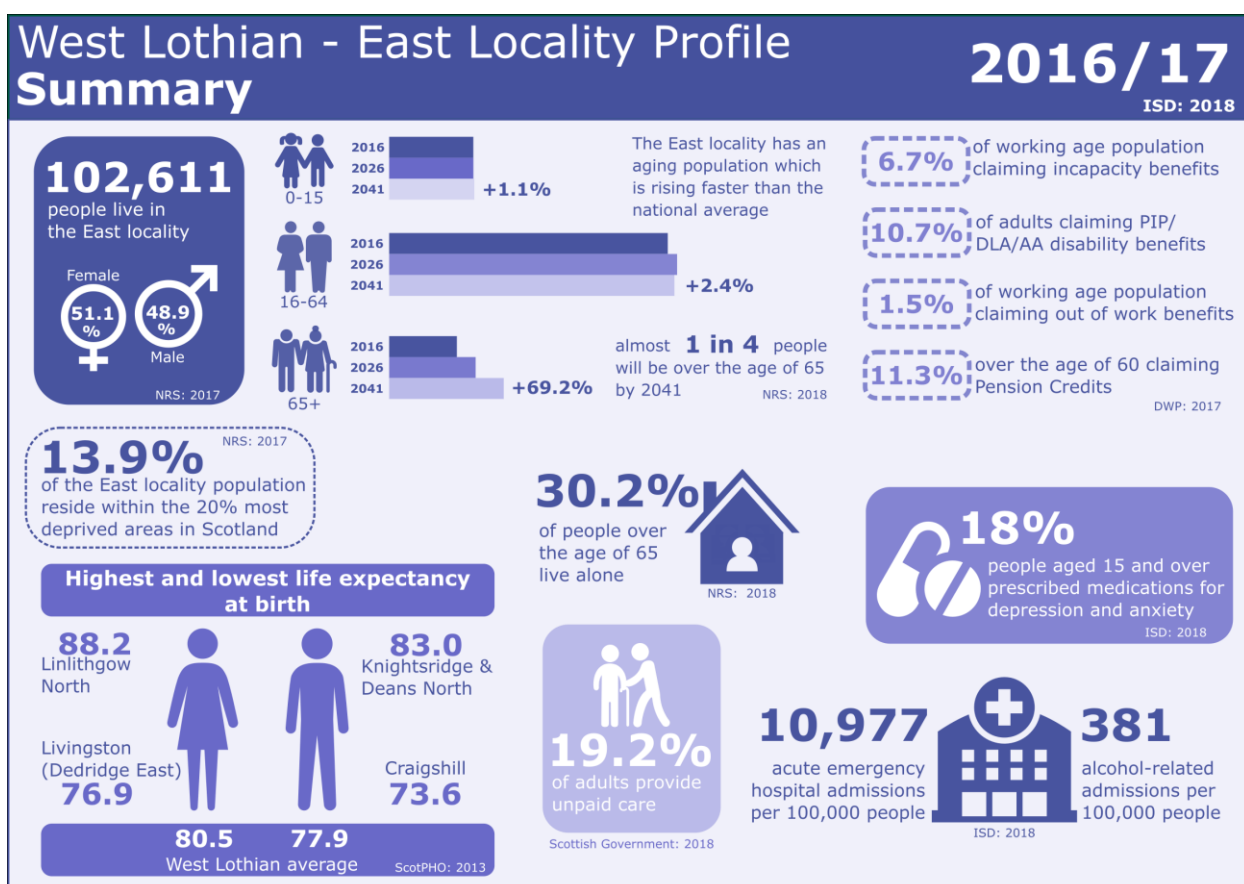 West Lothian - East Locality Profile
Summary
2016/17
ISD: 2018
102,611
people live in
the East locality
Female
51.1
%
48.9
%
Male
NRS: 2017
0-15
2016
2026
2041
+1.1%
The East locality has an
aging population which
is rising faster than the
national average
16-64
2016
2026
2041
+2.4%
65+
2016
2026
2041
+69.2%
almost 1 in 4 people
will be over the age of 65
by 2041
NRS: 2018
6.7%
of working age population
claiming incapacity benefits
10.7%
of adults claiming PIP/
DLA/AA disability benefits
1.5%
of working age population
claiming out of work benefits
11.3%
over the age of 60 claiming
Pension Credits
DWP: 2017
NRS: 2017
13.9%
of the East locality population
reside within the 20% most
deprived areas in Scotland
30.2%
of people over
the age of 65
live alone
NRS: 2018
18%
people aged 15 and over
prescribed medications for
depression and anxiety
ISD: 2018
Highest and lowest life expectancy
at birth
88.2
Linlithgow
North
83.0
Knightsridge &
Deans North
Livingston
(Dedridge East)
76.9
Craigshill
73.6
80.5 77.9
West Lothian average
ScotPHO: 2013
19.2%
of adults provide
unpaid care
Scottish Government: 2018
10,977
acute emergency
hospital admissions
per 100,000 people
381
alcohol-related
admissions per
100,000 people
ISD: 2018